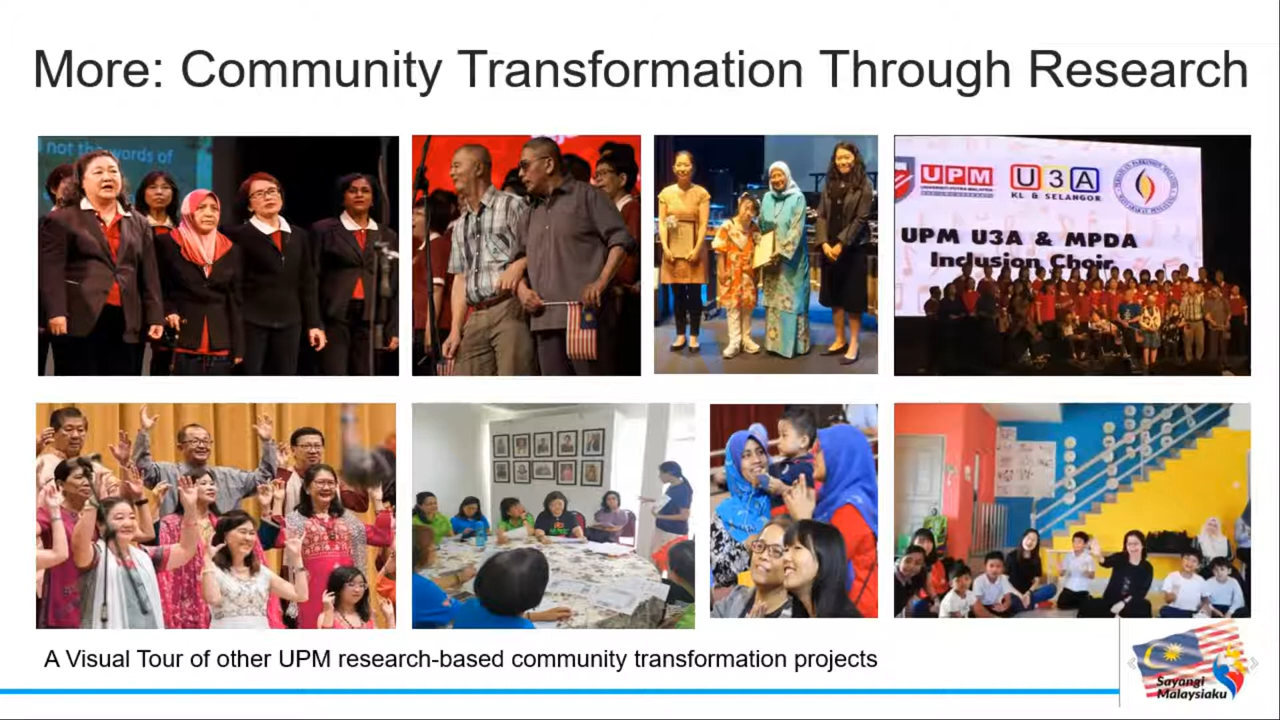 More: Community Transformation Through Research
not the words of
UPM
U3A
KL & SELANGOR
UPM U3A & MPDA
Inclusion Choir
A Visual Tour of other UPM research-based community transformation projects
Sayangi
Malaysiaku